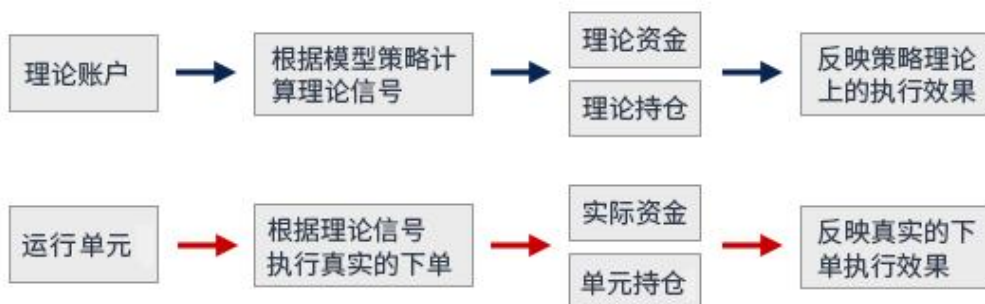 理论账户
根据模型策略计
算理论信号
理论资金
理论持仓
反映策略理论
上的执行效果
运行单元
根据理论信号
执行真实的下单
实际资金
单元持仓
反映真实的下
单执行效果